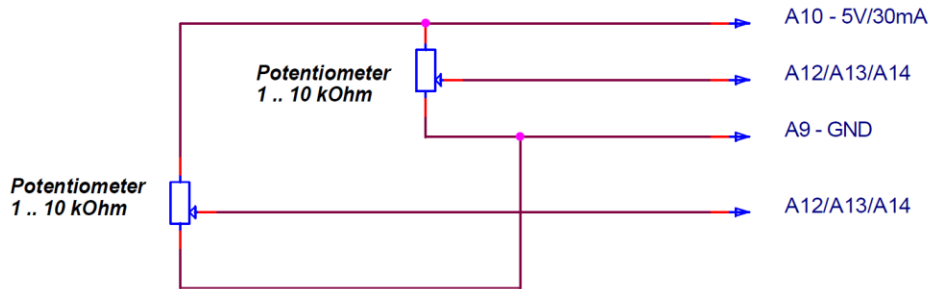 A10 - 5V/30mA
Potentiometer
1 .. 10 kOhm
A12/A13/A14
A9 - GND
Potentiometer
1 .. 10 kOhm
A12/A13/A14